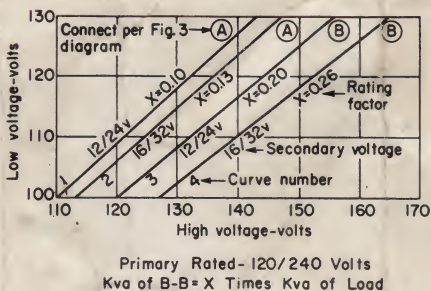 130
120
110
100
Low voltage-volts
Connect per Fig. 3
diagram
A
A
B
B
X=0.10
X=0.13
X=0.20
X=0.26
Rating
factor
12/24v
16/32v
12/24v
16/32v
Secondary voltage
1
2
3
4
Curve number
110
120
130
140
150
160
170
High voltage-volts
Primary Rated-120/240 Volts
Kva of B-B=X Times Kva of Load